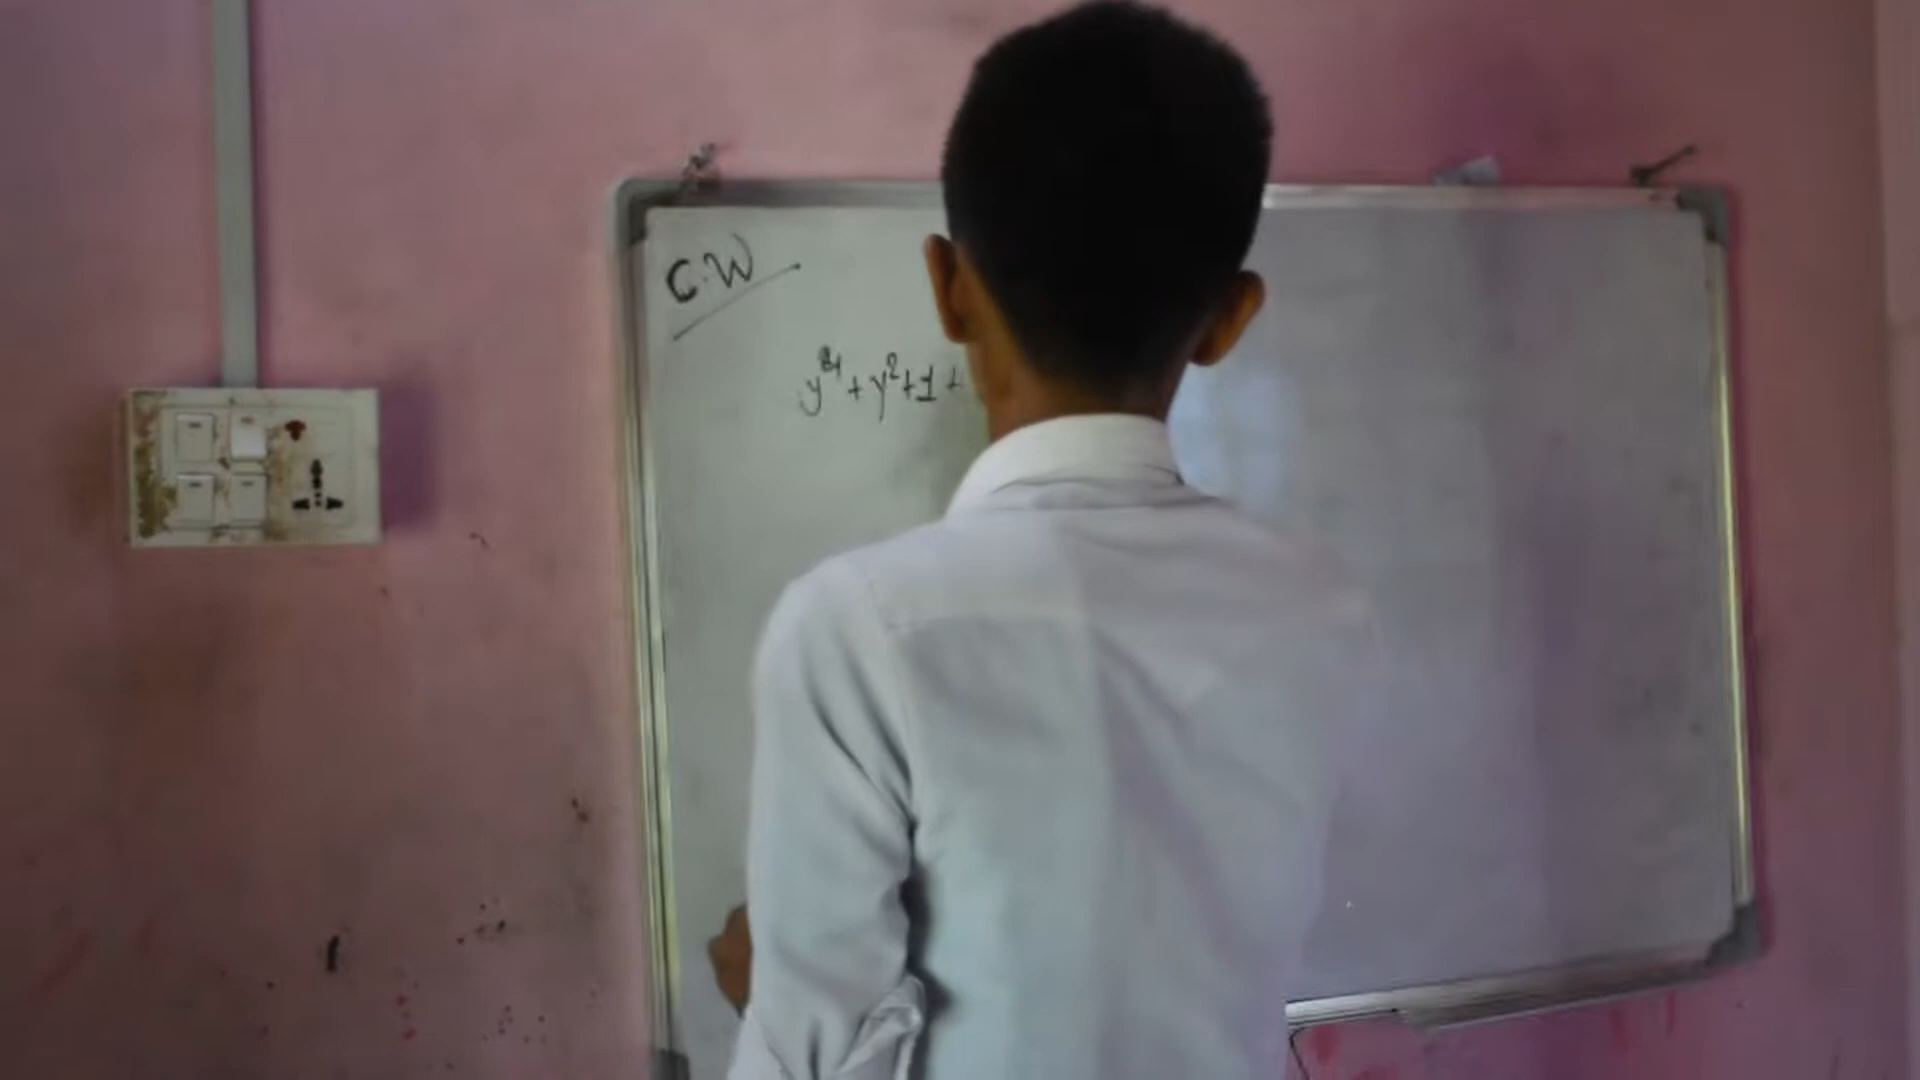 C.W
y⁴ + y² + 1 +